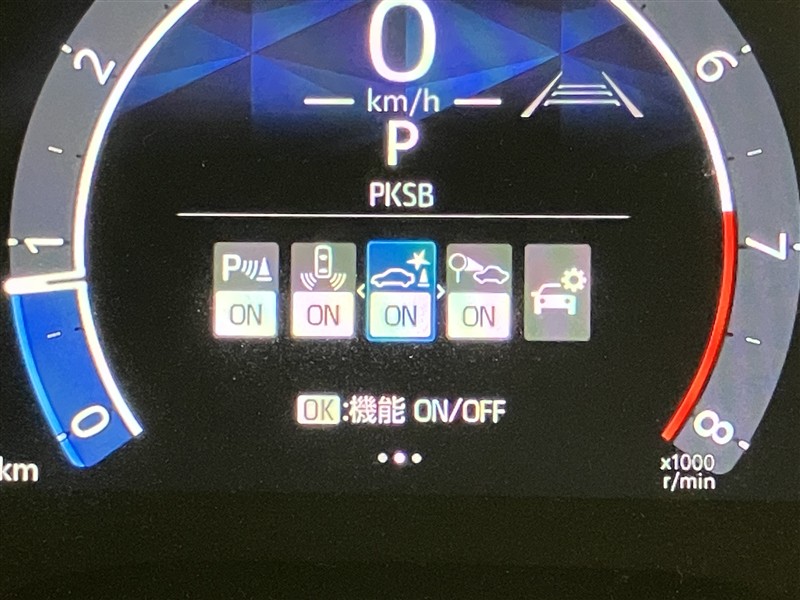 0
km/h
P
PKSB
2
1
0
6
7
8
P
ON
ON
ON
ON
OK:機能 ON/OFF
km
x1000
r/min